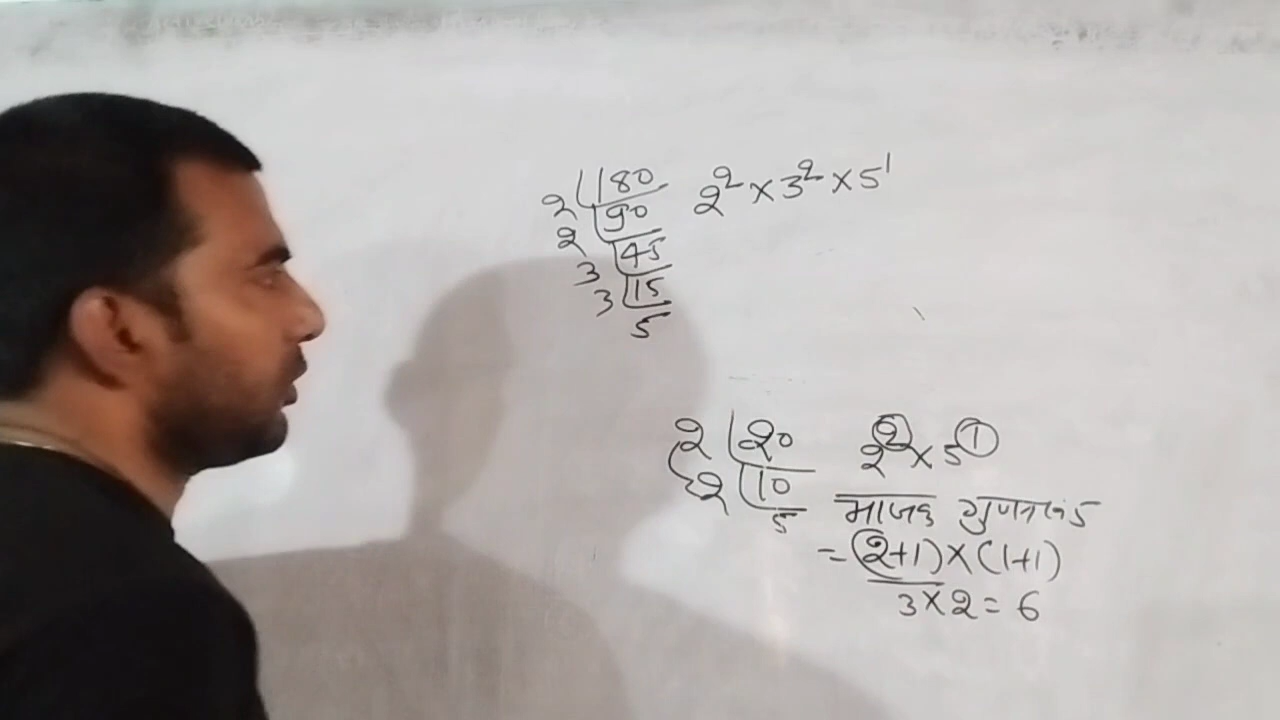 2 | 180   2² × 3² × 5¹
2 | 90
3 | 45
3 | 15
5
2 | 20   2² × 5¹
2 | 10
5   भाजक गुणनखंड
= (2+1) × (1+1)
3 × 2 = 6